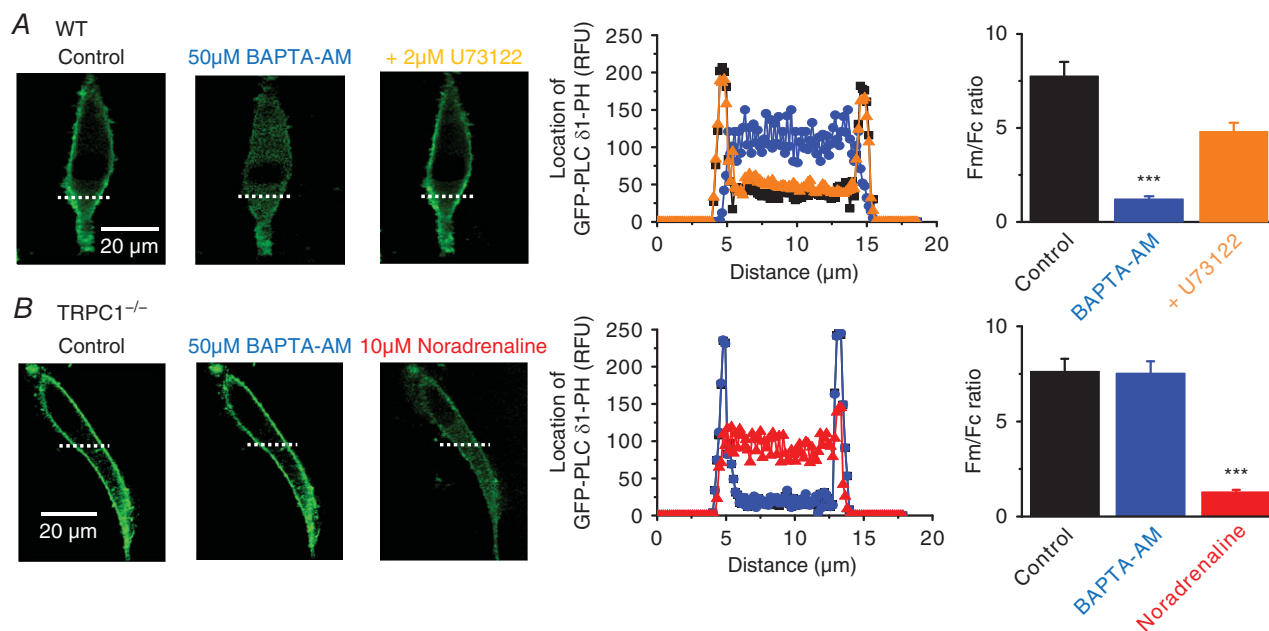 A WT
Control 50μM BAPTA-AM + 2μM U73122
20 μm
Location of
GFP-PLC δ1-PH (RFU)
250
200
150
100
50
0
0 5 10 15 20
Distance (μm)
Fm/Fc ratio
10
5
0
***
Control
BAPTA-AM
+ U73122
B TRPC1–/–
Control 50μM BAPTA-AM 10μM Noradrenaline
20 μm
Location of
GFP-PLC δ1-PH (RFU)
250
200
150
100
50
0
0 5 10 15 20
Distance (μm)
Fm/Fc ratio
10
5
0
***
Control
BAPTA-AM
Noradrenaline